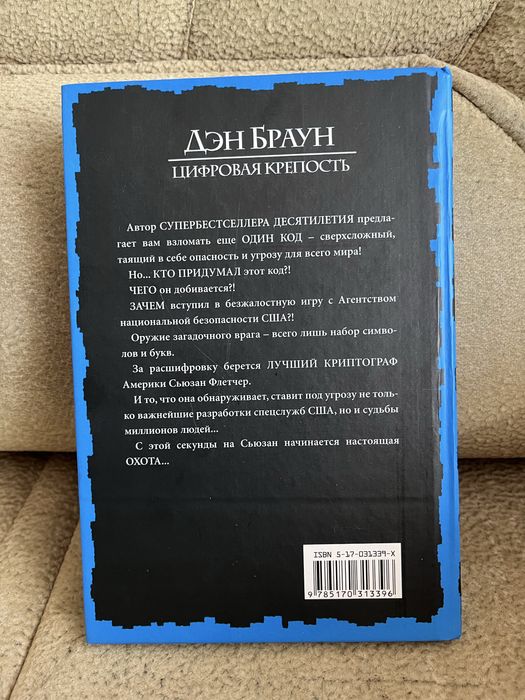 Дэн Браун
ЦИФРОВАЯ КРЕПОСТЬ
Автор СУПЕРБЕСТСЕЛЛЕРА ДЕСЯТИЛЕТИЯ предла-
гает вам взломать еще ОДИН КОД – сверхсложный,
таящий в себе опасность и угрозу для всего мира!
Но... КТО ПРИДУМАЛ этот код?!
ЧЕГО он добивается?!
ЗАЧЕМ вступил в безжалостную игру с Агентством
национальной безопасности США?!
Оружие загадочного врага – всего лишь набор симво-
лов и букв.
За расшифровку берется ЛУЧШИЙ КРИПТОГРАФ
Америки Сьюзан Флетчер.
И то, что она обнаруживает, ставит под угрозу не толь-
ко важнейшие разработки спецслужб США, но и судьбы
миллионов людей...
С этой секунды на Сьюзан начинается настоящая
ОХОТА...
ISBN 5-17-031339-X
9 785170 313396